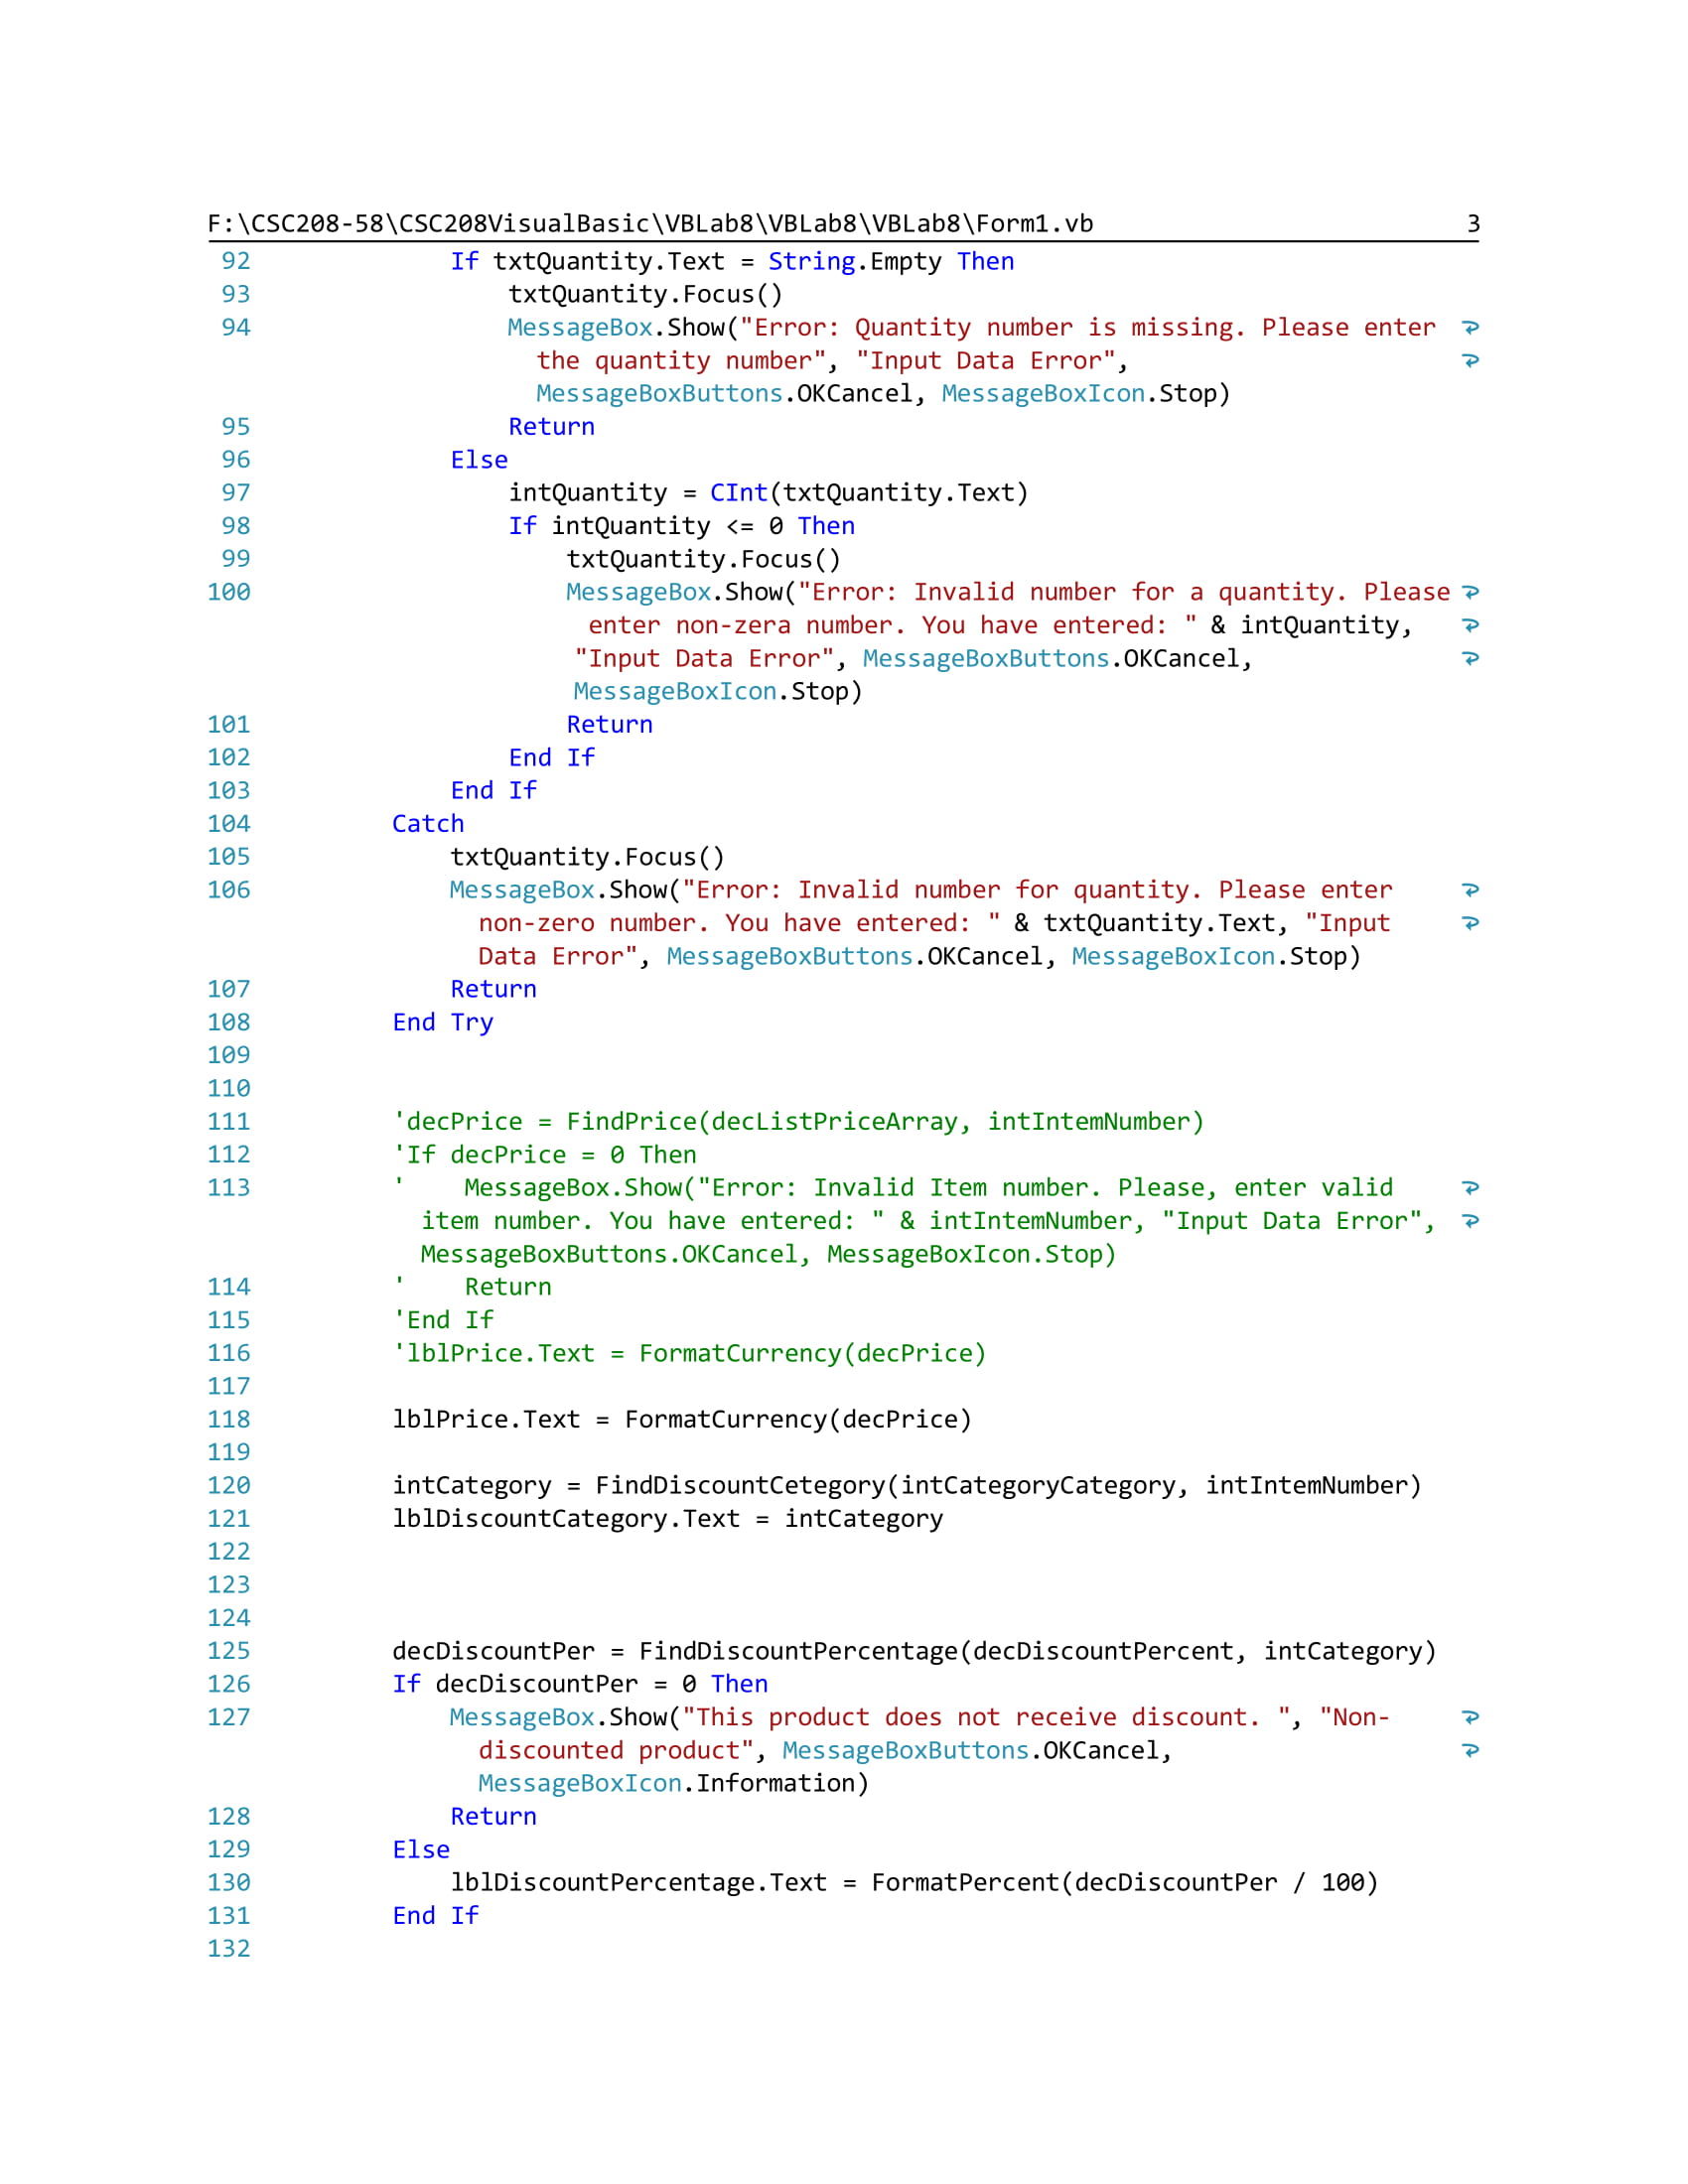 F:\CSC208-58\CSC208VisualBasic\VBLab8\VBLab8\VBLab8\Form1.vb 3
92 If txtQuantity.Text = String.Empty Then
93 txtQuantity.Focus()
94 MessageBox.Show("Error: Quantity number is missing. Please enter
the quantity number", "Input Data Error",
MessageBoxButtons.OKCancel, MessageBoxIcon.Stop)
95 Return
96 Else
97 intQuantity = CInt(txtQuantity.Text)
98 If intQuantity <= 0 Then
99 txtQuantity.Focus()
100 MessageBox.Show("Error: Invalid number for a quantity. Please
enter non-zera number. You have entered: " & intQuantity,
"Input Data Error", MessageBoxButtons.OKCancel,
MessageBoxIcon.Stop)
101 Return
102 End If
103 End If
104 Catch
105 txtQuantity.Focus()
106 MessageBox.Show("Error: Invalid number for quantity. Please enter
non-zero number. You have entered: " & txtQuantity.Text, "Input
Data Error", MessageBoxButtons.OKCancel, MessageBoxIcon.Stop)
107 Return
108 End Try
109
110
111 'decPrice = FindPrice(decListPriceArray, intIntemNumber)
112 'If decPrice = 0 Then
113 ' MessageBox.Show("Error: Invalid Item number. Please, enter valid
item number. You have entered: " & intIntemNumber, "Input Data Error",
MessageBoxButtons.OKCancel, MessageBoxIcon.Stop)
114 ' Return
115 'End If
116 'lblPrice.Text = FormatCurrency(decPrice)
117
118 lblPrice.Text = FormatCurrency(decPrice)
119
120 intCategory = FindDiscountCetegory(intCategoryCategory, intIntemNumber)
121 lblDiscountCategory.Text = intCategory
122
123
124
125 decDiscountPer = FindDiscountPercentage(decDiscountPercent, intCategory)
126 If decDiscountPer = 0 Then
127 MessageBox.Show("This product does not receive discount. ", "Non-
discounted product", MessageBoxButtons.OKCancel,
MessageBoxIcon.Information)
128 Return
129 Else
130 lblDiscountPercentage.Text = FormatPercent(decDiscountPer / 100)
131 End If
132